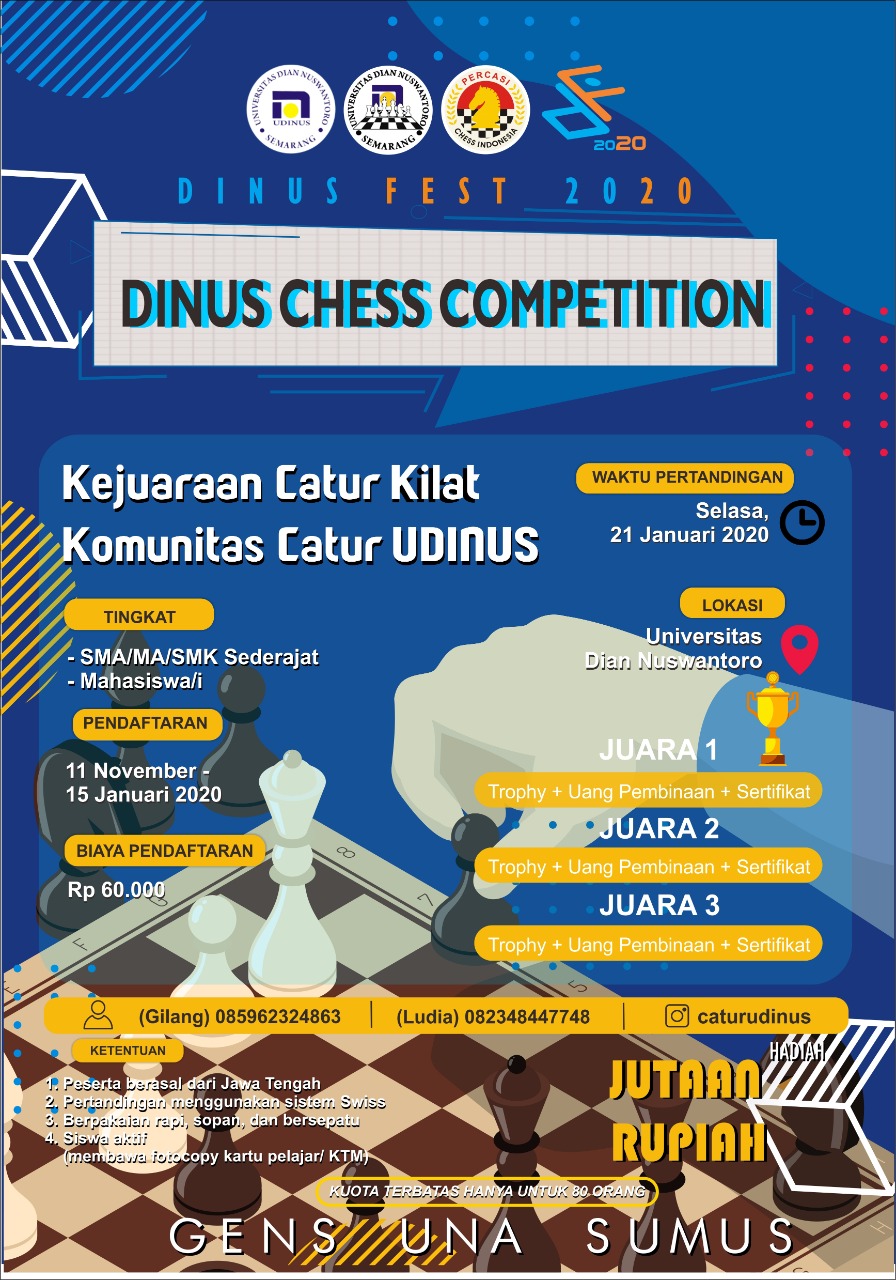 UNIVERSITAS DIAN NUSWANTORO
UDINUS
SEMARANG
UNIVERSITAS DIAN NUSWANTORO
SEMARANG
PERCASI
CHESS INDONESIA
2020
DINUS FEST 2020
DINUS CHESS COMPETITION
Kejuaraan Catur Kilat
Komunitas Catur UDINUS
WAKTU PERTANDINGAN
Selasa,
21 Januari 2020
TINGKAT
- SMA/MA/SMK Sederajat
- Mahasiswa/i
LOKASI
Universitas
Dian Nuswantoro
PENDAFTARAN
11 November -
15 Januari 2020
BIAYA PENDAFTARAN
Rp 60.000
JUARA 1
Trophy + Uang Pembinaan + Sertifikat
JUARA 2
Trophy + Uang Pembinaan + Sertifikat
JUARA 3
Trophy + Uang Pembinaan + Sertifikat
8
7
5
F
(Gilang) 085962324863
(Ludia) 082348447748
caturudinus
KETENTUAN
1. Peserta berasal dari Jawa Tengah
2. Pertandingan menggunakan sistem Swiss
3. Berpakaian rapi, sopan, dan bersepatu
4. Siswa aktif
(membawa fotocopy kartu pelajar/ KTM)
HADIAH
JUTAAN
RUPIAH
KUOTA TERBATAS HANYA UNTUK 80 ORANG
GENS UNA SUMUS